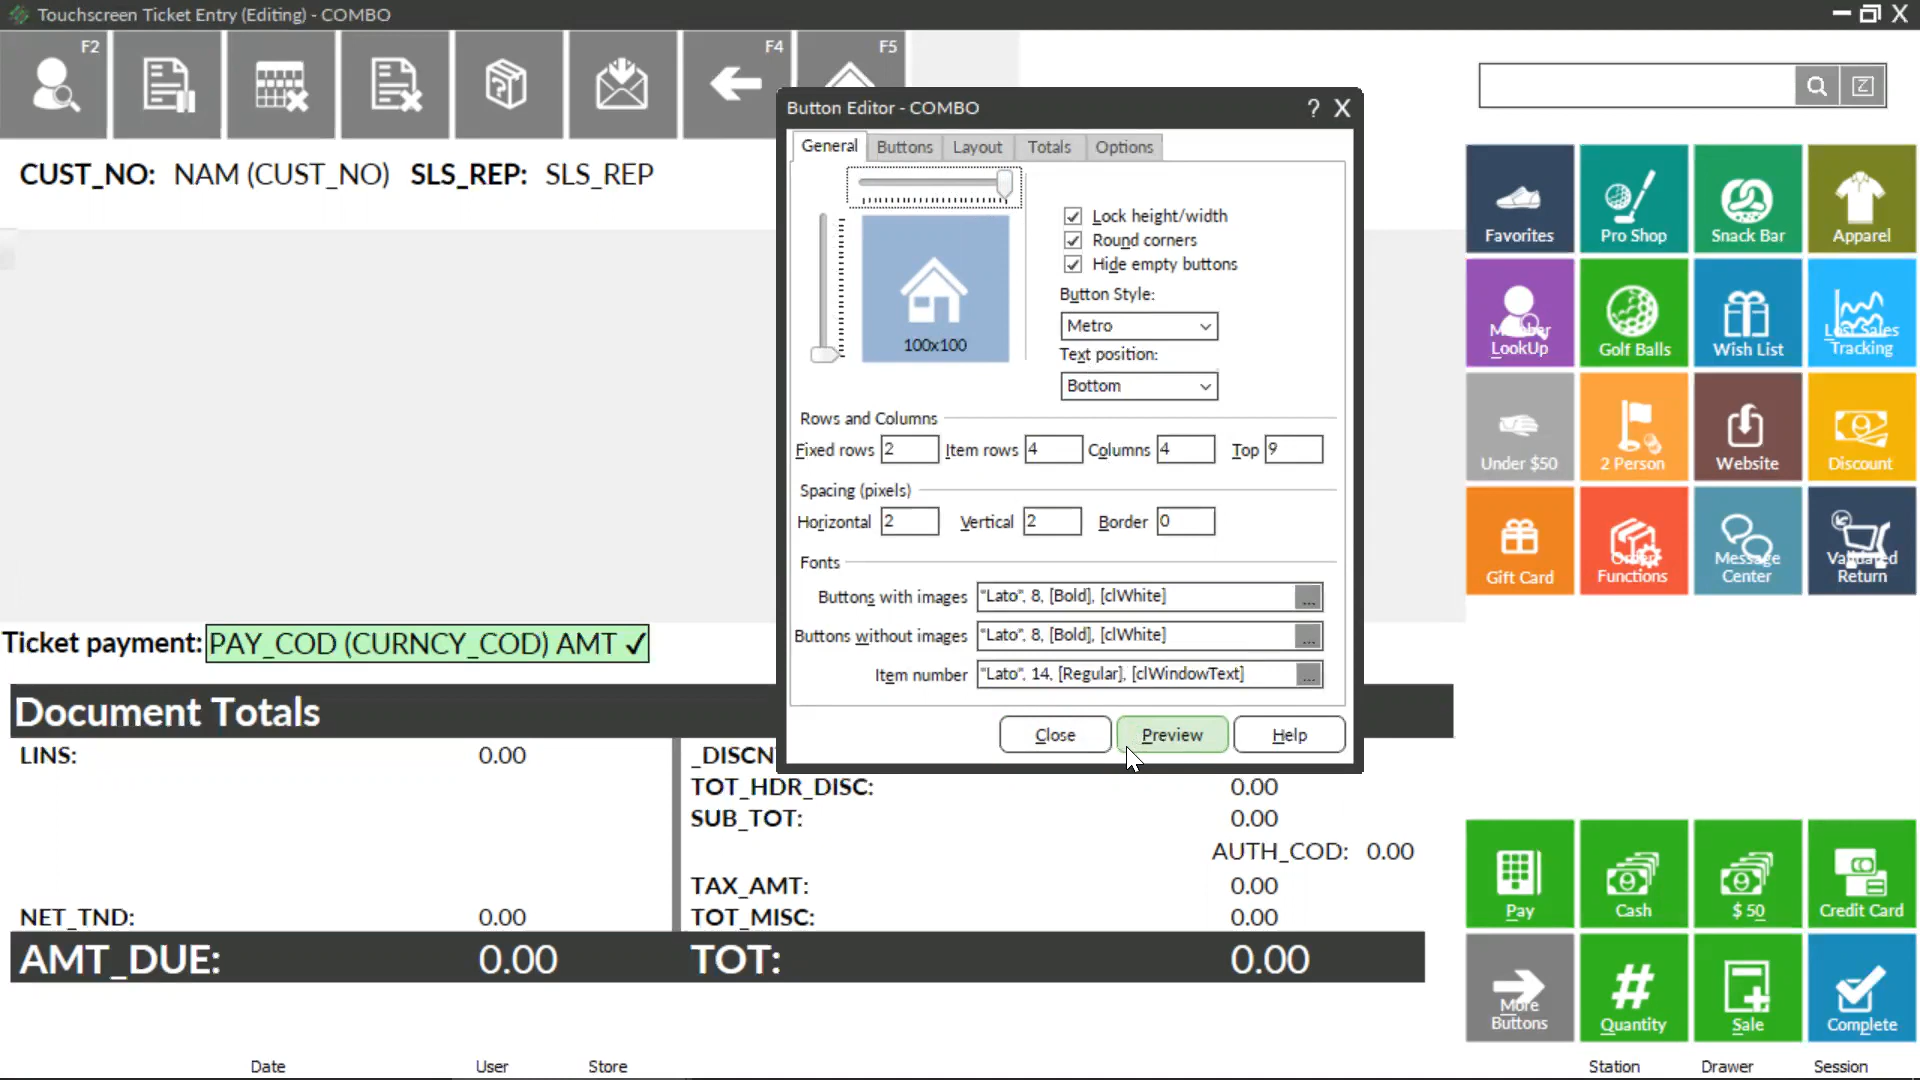 Touchscreen Ticket Entry (Editing) - COMBO
F2
F4
F5
Z
CUST_NO: NAM (CUST_NO) SLS_REP: SLS_REP
Button Editor - COMBO
? X
General Buttons Layout Totals Options
100x100
Lock height/width
Round corners
Hide empty buttons
Button Style:
Metro
Text position:
Bottom
Rows and Columns
Fixed rows 2 Item rows 4 Columns 4 Top 9
Spacing (pixels)
Horizontal 2 Vertical 2 Border 0
Fonts
Buttons with images "Lato", 8, [Bold], [clWhite] ...
Buttons without images "Lato", 8, [Bold], [clWhite] ...
Item number "Lato", 14, [Regular], [clWindowText] ...
Close Preview Help
Favorites Pro Shop Snack Bar Apparel
Member
LookUp
Golf Balls
Wish List
Lost Sales
Tracking
Under $50 2 Person Website Discount
Gift Card
Order
Functions
Message
Center
Validated
Return
Ticket payment: PAY_COD (CURNCY_COD) AMT ✓
Document Totals
LINS: 0.00
NET_TND: 0.00
AMT_DUE: 0.00
_DISCN
TOT_HDR_DISC: 0.00
SUB_TOT: 0.00
AUTH_COD: 0.00
TAX_AMT: 0.00
TOT_MISC: 0.00
TOT: 0.00
Pay Cash $ 50 Credit Card
More
Buttons
# Quantity
Sale
Complete
Date User Store Station Drawer Session